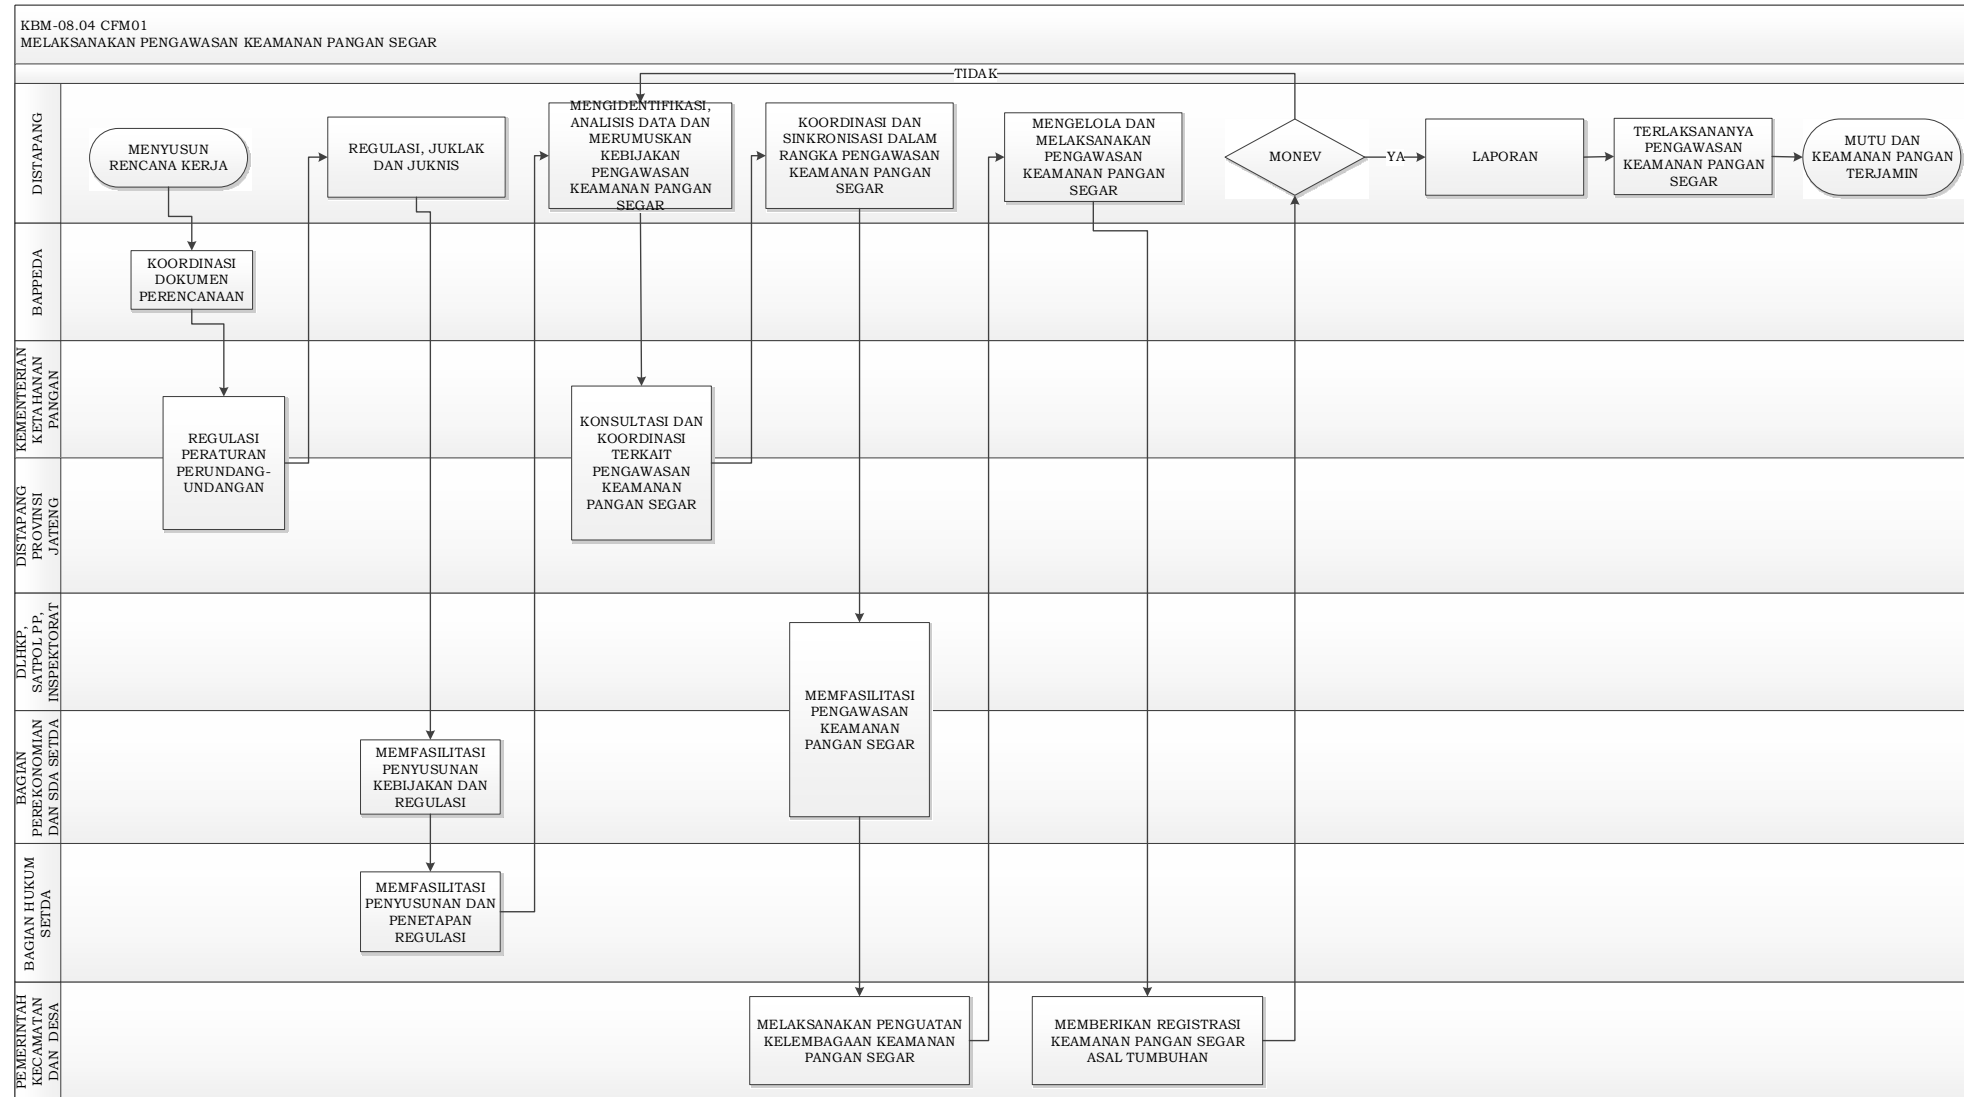 KBM-08.04 CFM01
MELAKSANAKAN PENGAWASAN KEAMANAN PANGAN SEGAR
TIDAK
DISTAPANG
MENYUSUN
RENCANA KERJA
REGULASI, JUKLAK
DAN JUKNIS
MENGIDENTIFIKASI,
ANALISIS DATA DAN
MERUMUSKAN
KEBIJAKAN
PENGAWASAN
KEAMANAN PANGAN
SEGAR
KOORDINASI DAN
SINKRONISASI DALAM
RANGKA PENGAWASAN
KEAMANAN PANGAN
SEGAR
MENGELOLA DAN
MELAKSANAKAN
PENGAWASAN
KEAMANAN PANGAN
SEGAR
MONEV
YA
LAPORAN
TERLAKSANANYA
PENGAWASAN
KEAMANAN PANGAN
SEGAR
MUTU DAN
KEAMANAN PANGAN
TERJAMIN
BAPPEDA
KOORDINASI
DOKUMEN
PERENCANAAN
KEMENTERIAN
KETAHANAN
PANGAN
REGULASI
PERATURAN
PERUNDANG-
UNDANGAN
KONSULTASI DAN
KOORDINASI
TERKAIT
PENGAWASAN
KEAMANAN
PANGAN SEGAR
DISTAPANG
PROVINSI
JATENG
DLHKP,
SATPOL PP,
INSPEKTORAT
MEMFASILITASI
PENGAWASAN
KEAMANAN
PANGAN SEGAR
BAGIAN
PEREKONOMIAN
DAN SDA SETDA
MEMFASILITASI
PENYUSUNAN
KEBIJAKAN DAN
REGULASI
BAGIAN HUKUM
SETDA
MEMFASILITASI
PENYUSUNAN DAN
PENETAPAN
REGULASI
PEMERINTAH
KECAMATAN
DAN DESA
MELAKSANAKAN PENGUATAN
KELEMBAGAAN KEAMANAN
PANGAN SEGAR
MEMBERIKAN REGISTRASI
KEAMANAN PANGAN SEGAR
ASAL TUMBUHAN